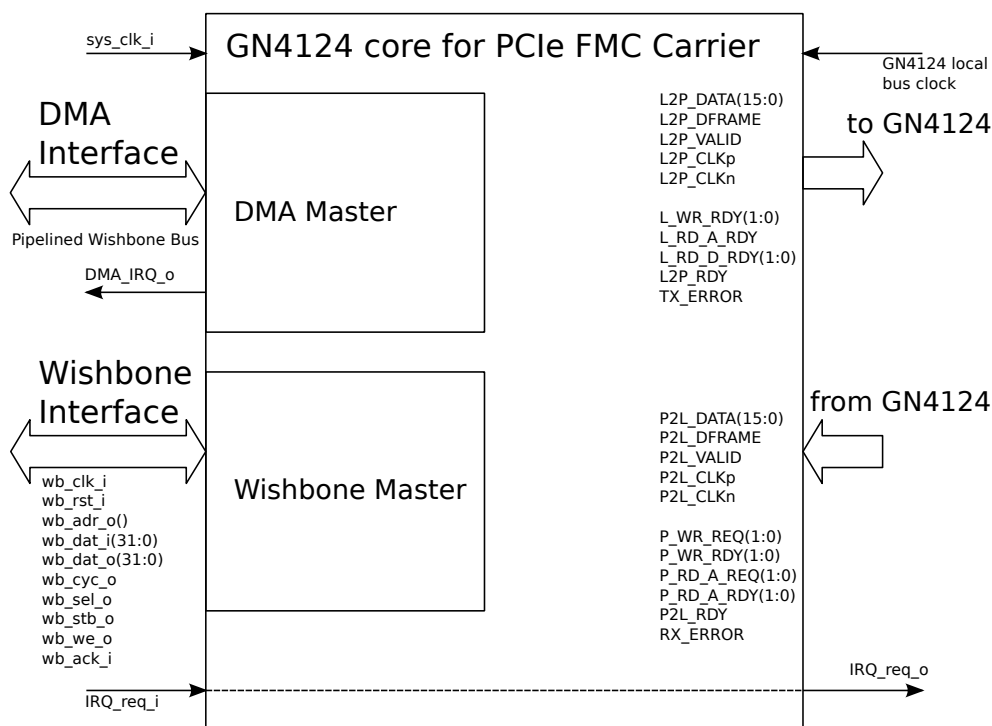 sys_clk_i
GN4124 core for PCIe FMC Carrier
GN4124 local
bus clock
DMA
Interface
Pipelined Wishbone Bus
DMA_IRQ_o
DMA Master
L2P_DATA(15:0)
L2P_DFRAME
L2P_VALID
L2P_CLKp
L2P_CLKn
L_WR_RDY(1:0)
L_RD_A_RDY
L_RD_D_RDY(1:0)
L2P_RDY
TX_ERROR
to GN4124
Wishbone
Interface
wb_clk_i
wb_rst_i
wb_adr_o()
wb_dat_i(31:0)
wb_dat_o(31:0)
wb_cyc_o
wb_sel_o
wb_stb_o
wb_we_o
wb_ack_i
Wishbone Master
P2L_DATA(15:0)
P2L_DFRAME
P2L_VALID
P2L_CLKp
P2L_CLKn
P_WR_REQ(1:0)
P_WR_RDY(1:0)
P_RD_A_REQ(1:0)
P_RD_A_RDY(1:0)
P2L_RDY
RX_ERROR
from GN4124
IRQ_req_i
IRQ_req_o